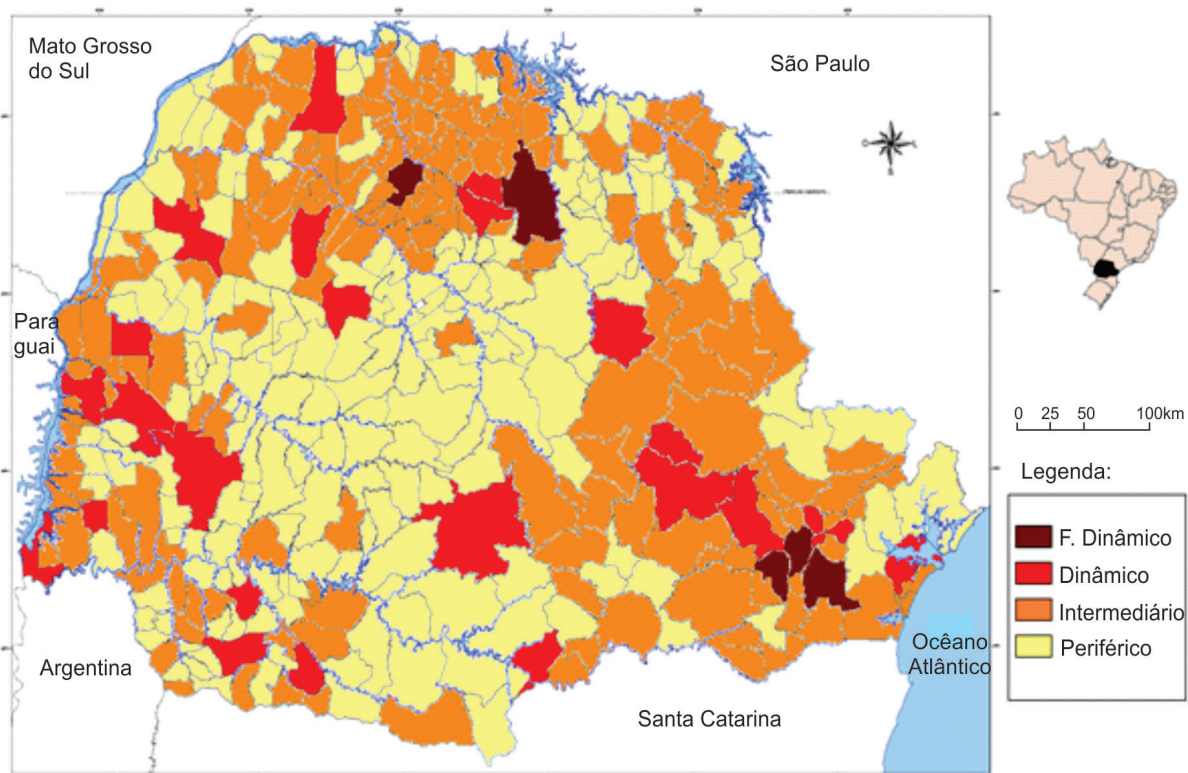 Mato Grosso
do Sul
São Paulo
Para
guai
0 25 50 100km
Legenda:
F. Dinâmico
Dinâmico
Intermediário
Periférico
Ocêano
Atlântico
Argentina
Santa Catarina